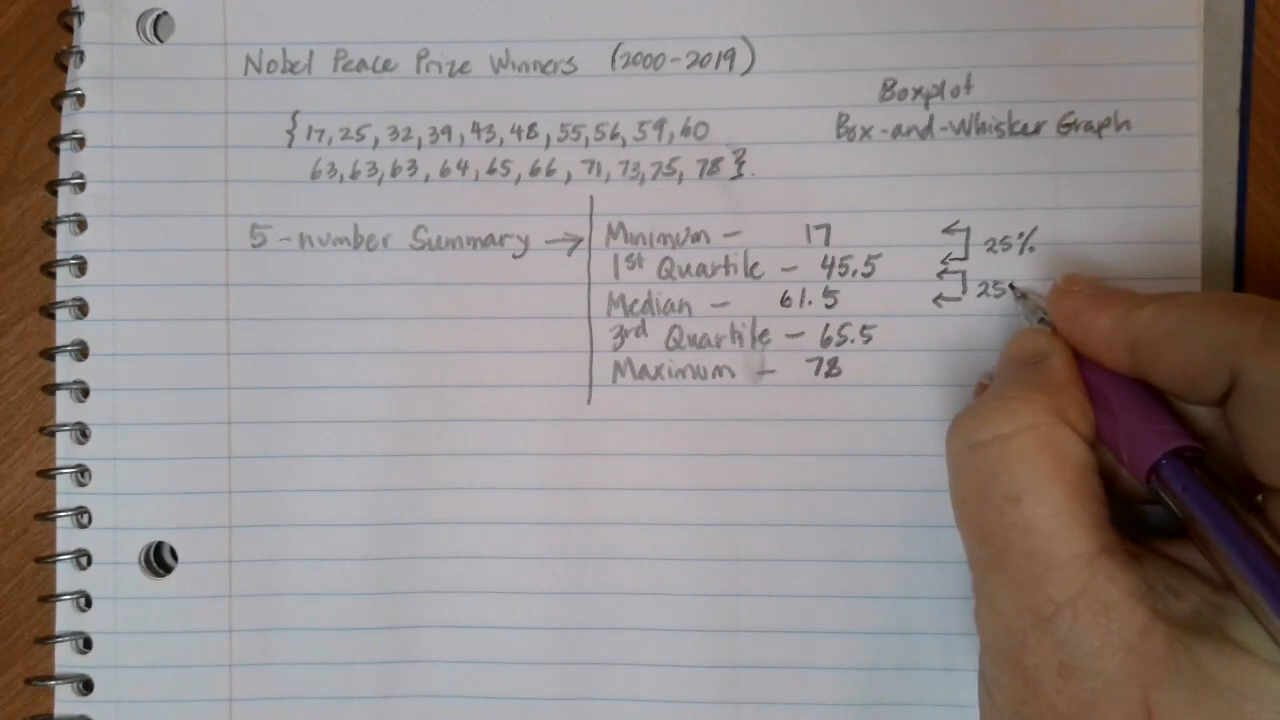 Nobel Peace Prize Winners (2000-2019)
Boxplot
Box-and-Whisker Graph
{17, 25, 32, 39, 43, 48, 55, 56, 59, 60
63, 63, 63, 64, 65, 66, 71, 73, 75, 78}.
5-number Summary →
Minimum - 17
1st Quartile - 45.5
Median - 61.5
3rd Quartile - 65.5
Maximum - 78
25%
25